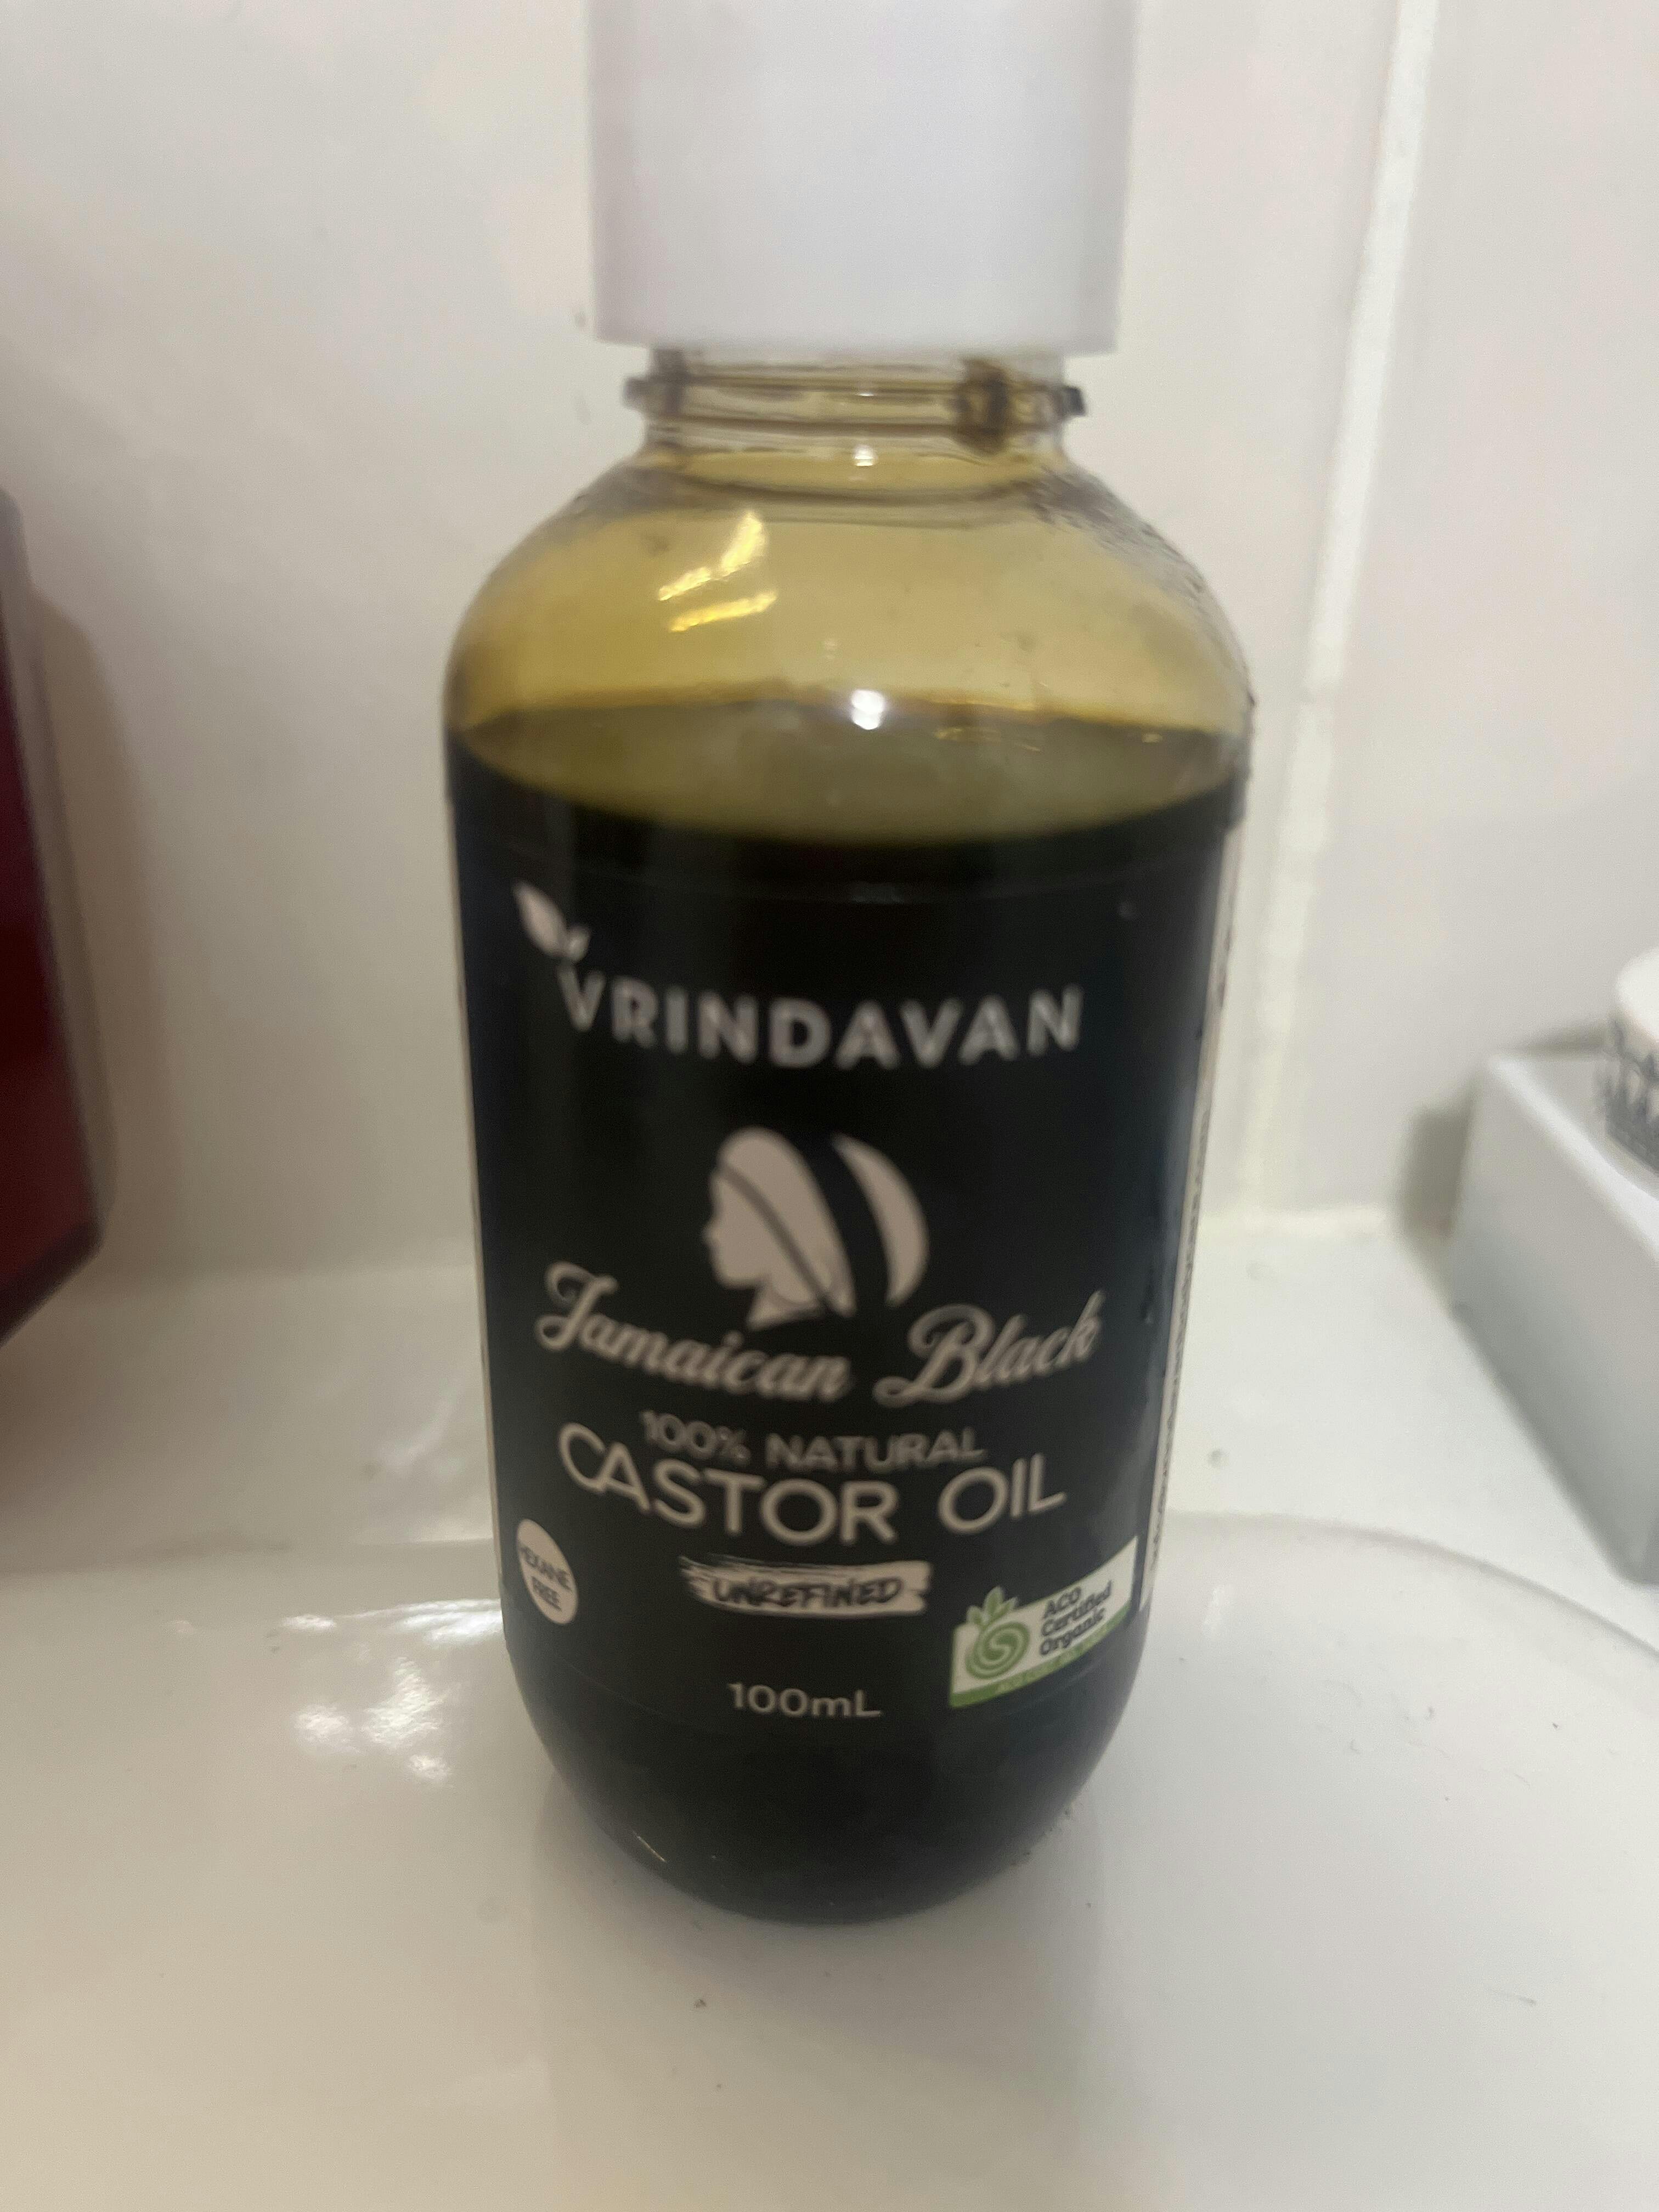 VRINDAVAN
Jamaican Black
100% NATURAL
CASTOR OIL
HEXANE
FREE
UNREFINED
ACO
Certified
Organic
100mL